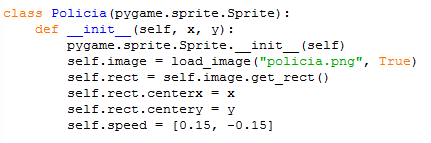 class Policia(pygame.sprite.Sprite):
    def __init__(self, x, y):
        pygame.sprite.Sprite.__init__(self)
        self.image = load_image("policia.png", True)
        self.rect = self.image.get_rect()
        self.rect.centerx = x
        self.rect.centery = y
        self.speed = [0.15, -0.15]